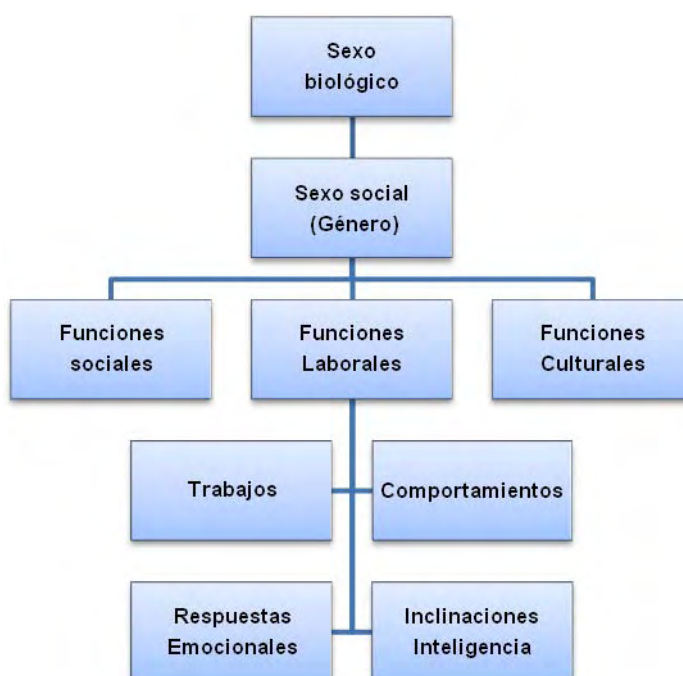 Sexo
biológico
Sexo social
(Género)
Funciones
sociales
Funciones
Laborales
Funciones
Culturales
Trabajos
Comportamientos
Respuestas
Emocionales
Inclinaciones
Inteligencia